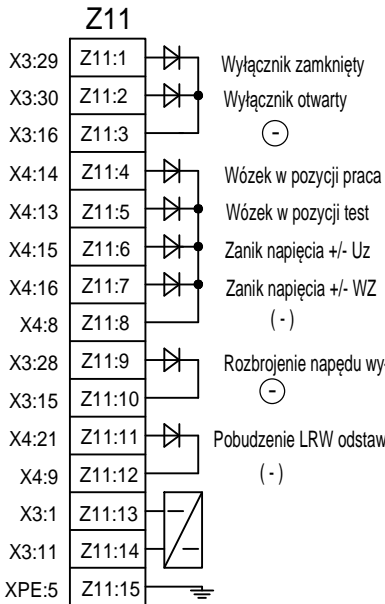 Z11
X3:29 Z11:1 Wyłącznik zamknięty
X3:30 Z11:2 Wyłącznik otwarty
X3:16 Z11:3 -
X4:14 Z11:4 Wózek w pozycji praca
X4:13 Z11:5 Wózek w pozycji test
X4:15 Z11:6 Zanik napięcia +/- Uz
X4:16 Z11:7 Zanik napięcia +/- WZ
X4:8 Z11:8 (-)
X3:28 Z11:9 Rozbrojenie napędu wy
X3:15 Z11:10 -
X4:21 Z11:11 Pobudzenie LRW odstaw
X4:9 Z11:12 (-)
X3:1 Z11:13
X3:11 Z11:14
XPE:5 Z11:15